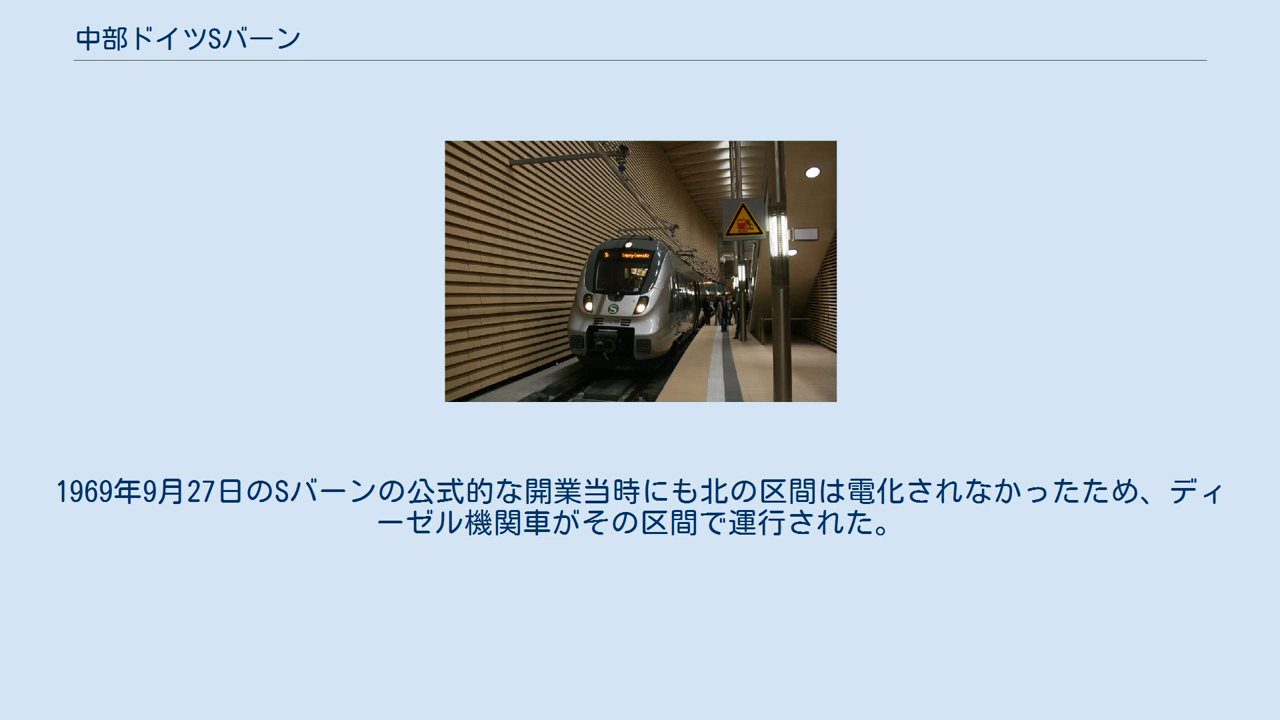 中部ドイツSバーン
1969年9月27日のSバーンの公式的な開業当時にも北の区間は電化されなかったため、ディ
ーゼル機関車がその区間で運行された。